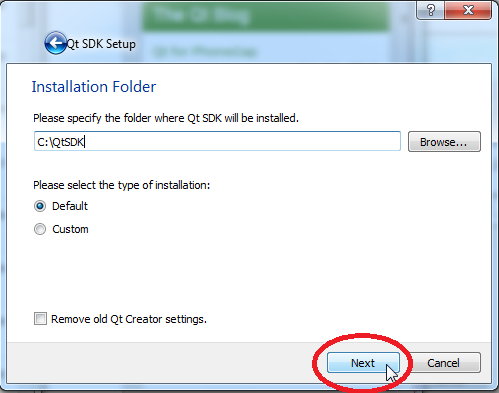 The Qt Blog
Qt SDK Setup
Installation Folder
Please specify the folder where Qt SDK will be installed.
C:\QtSDK
Browse...
Please select the type of installation:
Default
Custom
Remove old Qt Creator settings.
Next
Cancel